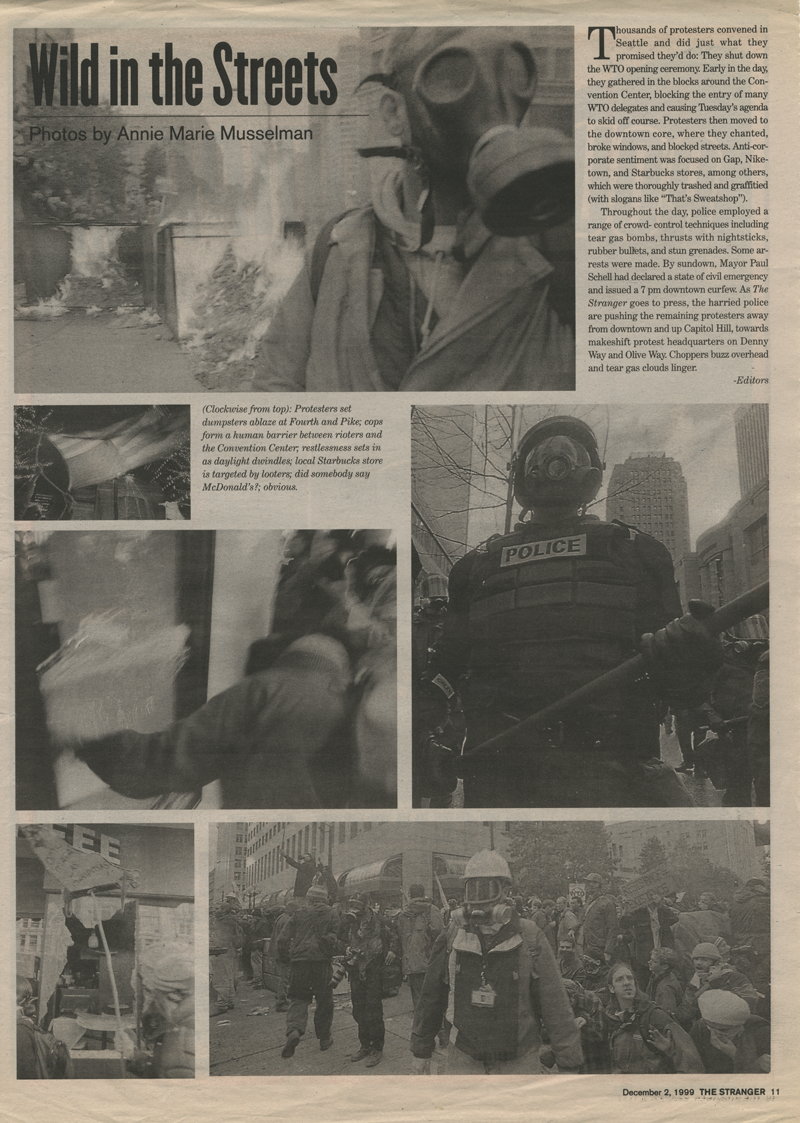 Wild in the Streets
Photos by Annie Marie Musselman
Thousands of protesters convened in
Seattle and did just what they
promised they'd do: They shut down
the WTO opening ceremony. Early in the day,
they gathered in the blocks around the Con-
vention Center, blocking the entry of many
WTO delegates and causing Tuesday's agenda
to skid off course. Protesters then moved to
the downtown core, where they chanted,
broke windows, and blocked streets. Anti-cor-
porate sentiment was focused on Gap, Nike-
town, and Starbucks stores, among others,
which were thoroughly trashed and graffitied
(with slogans like "That's Sweatshop").
Throughout the day, police employed a
range of crowd- control techniques including
tear gas bombs, thrusts with nightsticks,
rubber bullets, and stun grenades. Some ar-
rests were made. By sundown, Mayor Paul
Schell had declared a state of civil emergency
and issued a 7 pm downtown curfew. As The
Stranger goes to press, the harried police
are pushing the remaining protesters away
from downtown and up Capitol Hill, towards
makeshift protest headquarters on Denny
Way and Olive Way. Choppers buzz overhead
and tear gas clouds linger.
-Editors
(Clockwise from top): Protesters set
dumpsters ablaze at Fourth and Pike; cops
form a human barrier between rioters and
the Convention Center; restlessness sets in
as daylight dwindles; local Starbucks store
is targeted by looters; did somebody say
McDonald's?; obvious.
POLICE
FEE
December 2, 1999 THE STRANGER 11